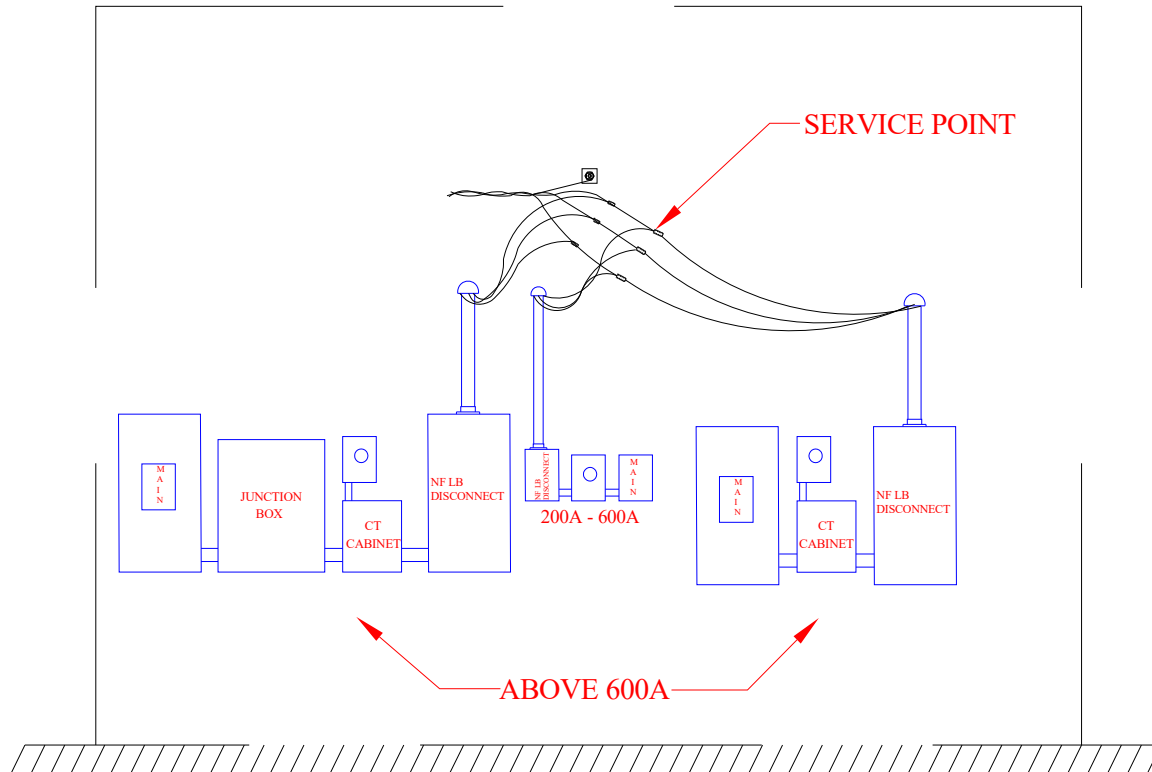 SERVICE POINT
MAIN
JUNCTION
BOX
CT
CABINET
NF LB
DISCONNECT
NF LB
DISCONNECT
MAIN
200A - 600A
MAIN
CT
CABINET
NF LB
DISCONNECT
ABOVE 600A